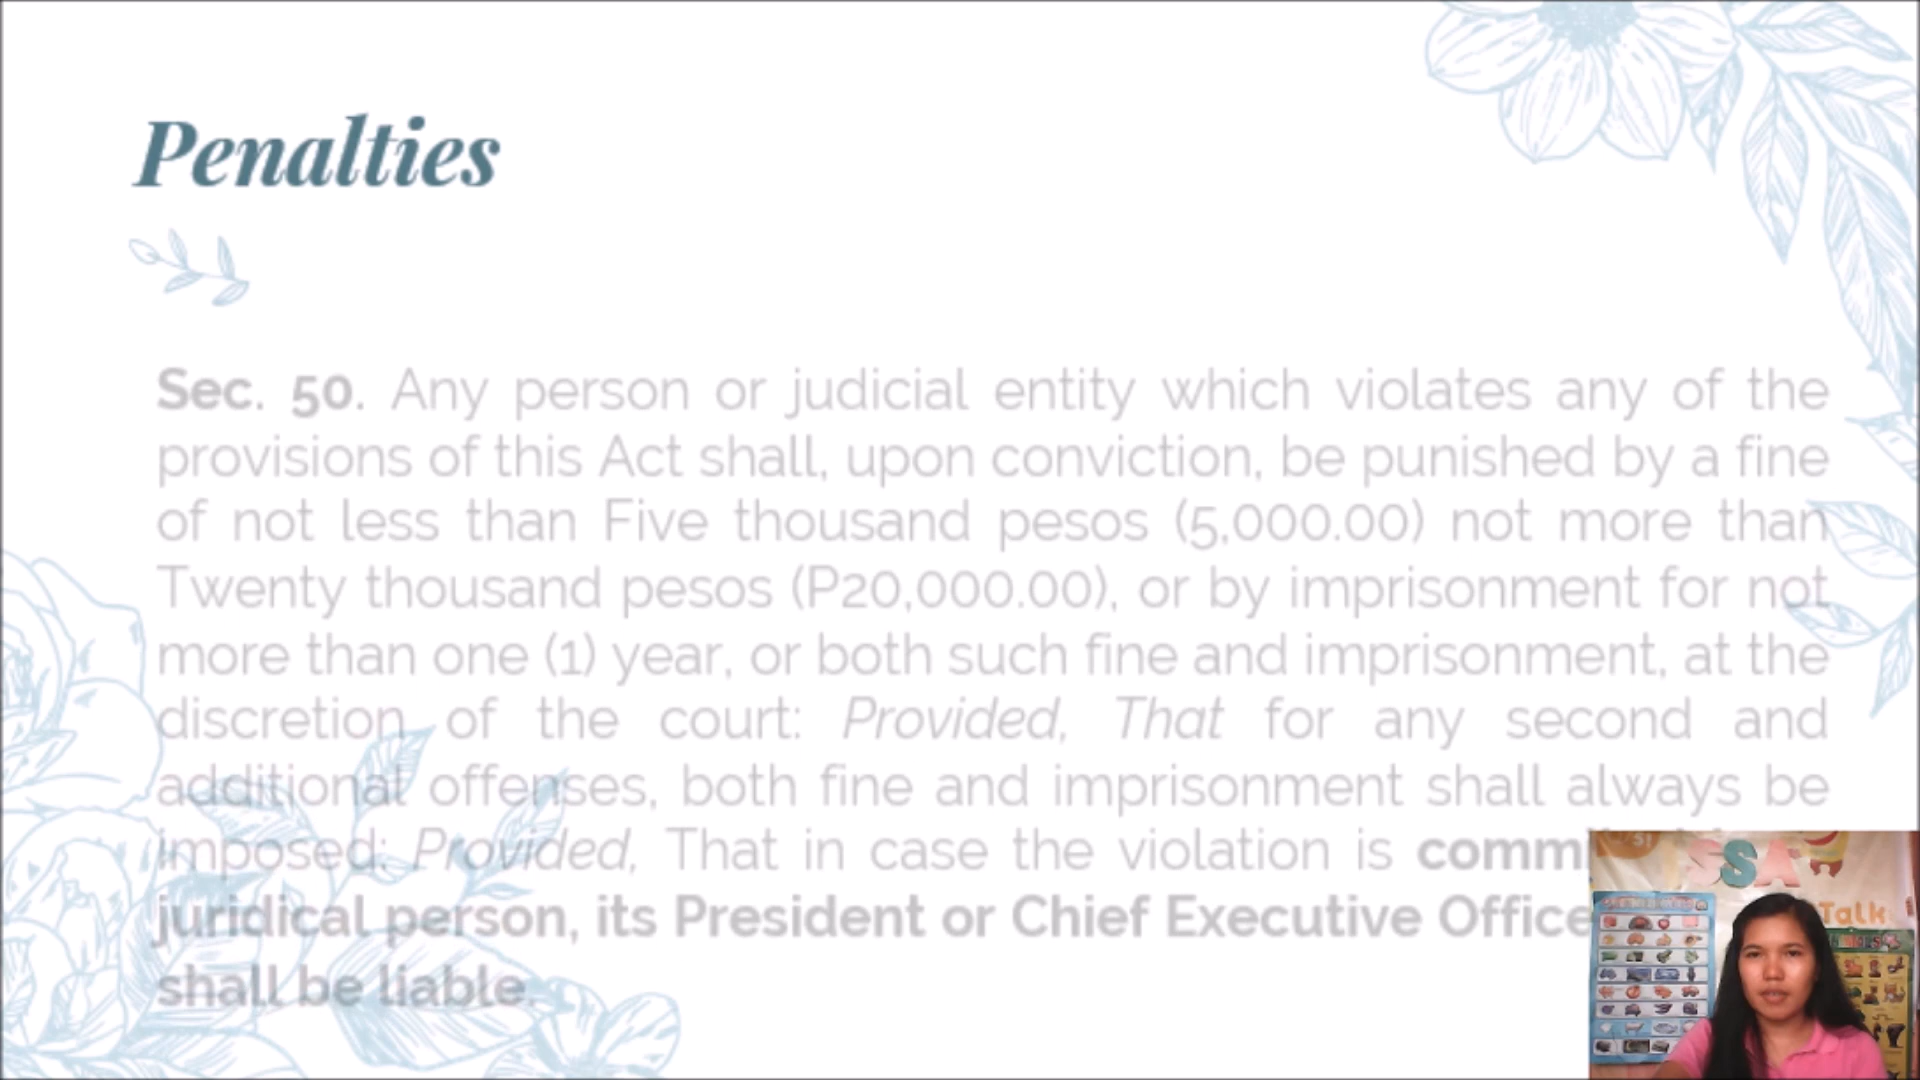 Penalties
Sec. 50. Any person or judicial entity which violates any of the
provisions of this Act shall, upon conviction, be punished by a fine
of not less than Five thousand pesos (5,000.00) not more than
Twenty thousand pesos (P20,000.00), or by imprisonment for not
more than one (1) year, or both such fine and imprisonment, at the
discretion of the court: Provided, That for any second and
additional offenses, both fine and imprisonment shall always be
imposed: Provided, That in case the violation is
juridical person, its President or Chief Executive
shall be liable.
SSA
Talk